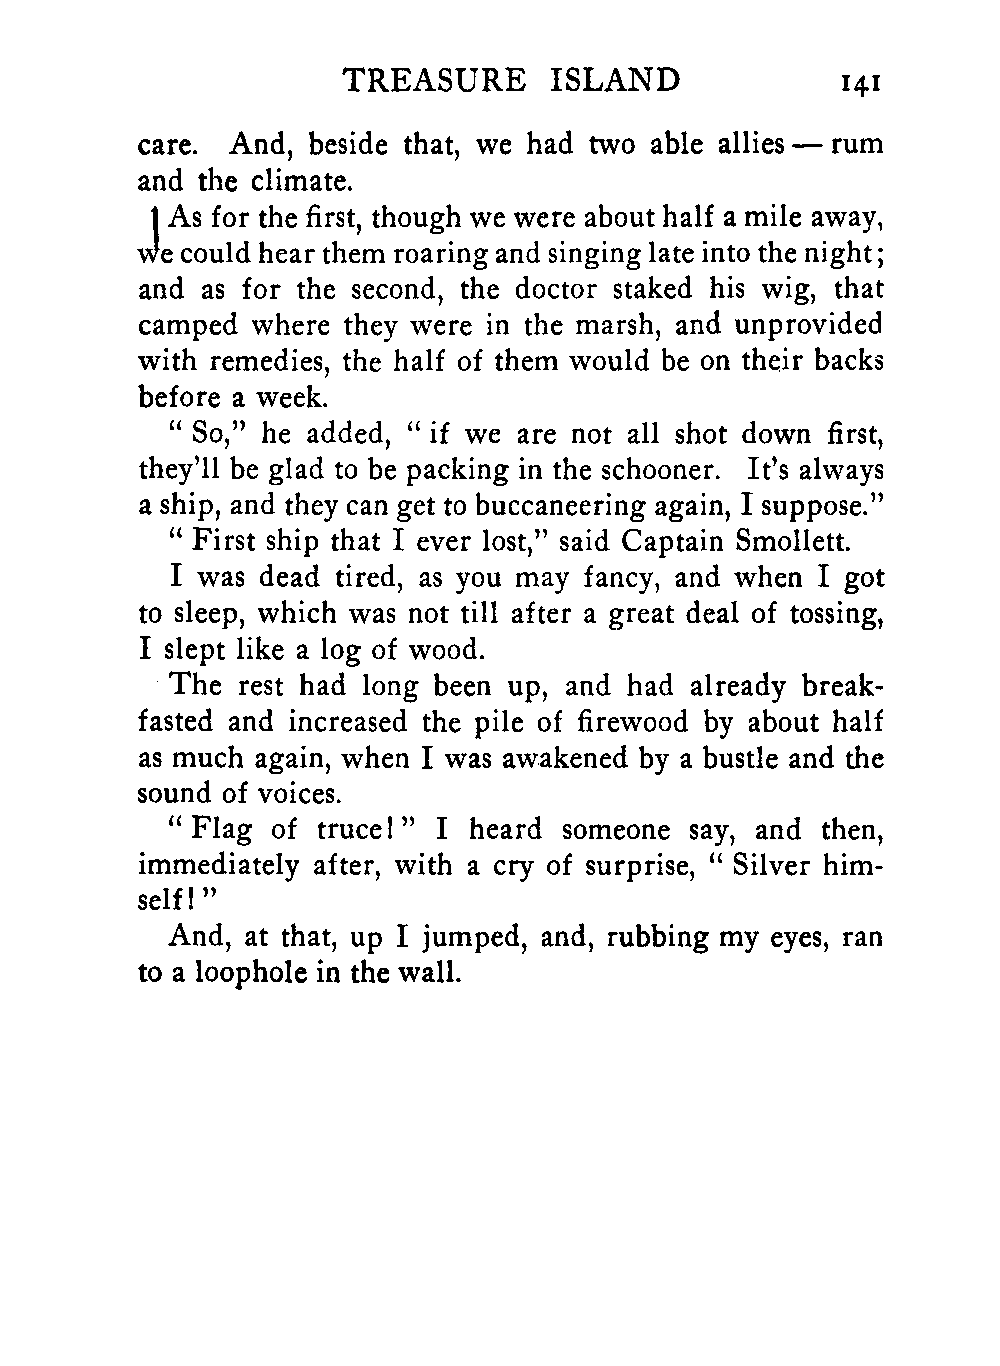 TREASURE ISLAND 141
care. And, beside that, we had two able allies — rum
and the climate.
As for the first, though we were about half a mile away,
we could hear them roaring and singing late into the night;
and as for the second, the doctor staked his wig, that
camped where they were in the marsh, and unprovided
with remedies, the half of them would be on their backs
before a week.
“ So,” he added, “ if we are not all shot down first,
they’ll be glad to be packing in the schooner. It’s always
a ship, and they can get to buccaneering again, I suppose.”
“ First ship that I ever lost,” said Captain Smollett.
I was dead tired, as you may fancy, and when I got
to sleep, which was not till after a great deal of tossing,
I slept like a log of wood.
The rest had long been up, and had already break-
fasted and increased the pile of firewood by about half
as much again, when I was awakened by a bustle and the
sound of voices.
“ Flag of truce! ” I heard someone say, and then,
immediately after, with a cry of surprise, “ Silver him-
self! ”
And, at that, up I jumped, and, rubbing my eyes, ran
to a loophole in the wall.